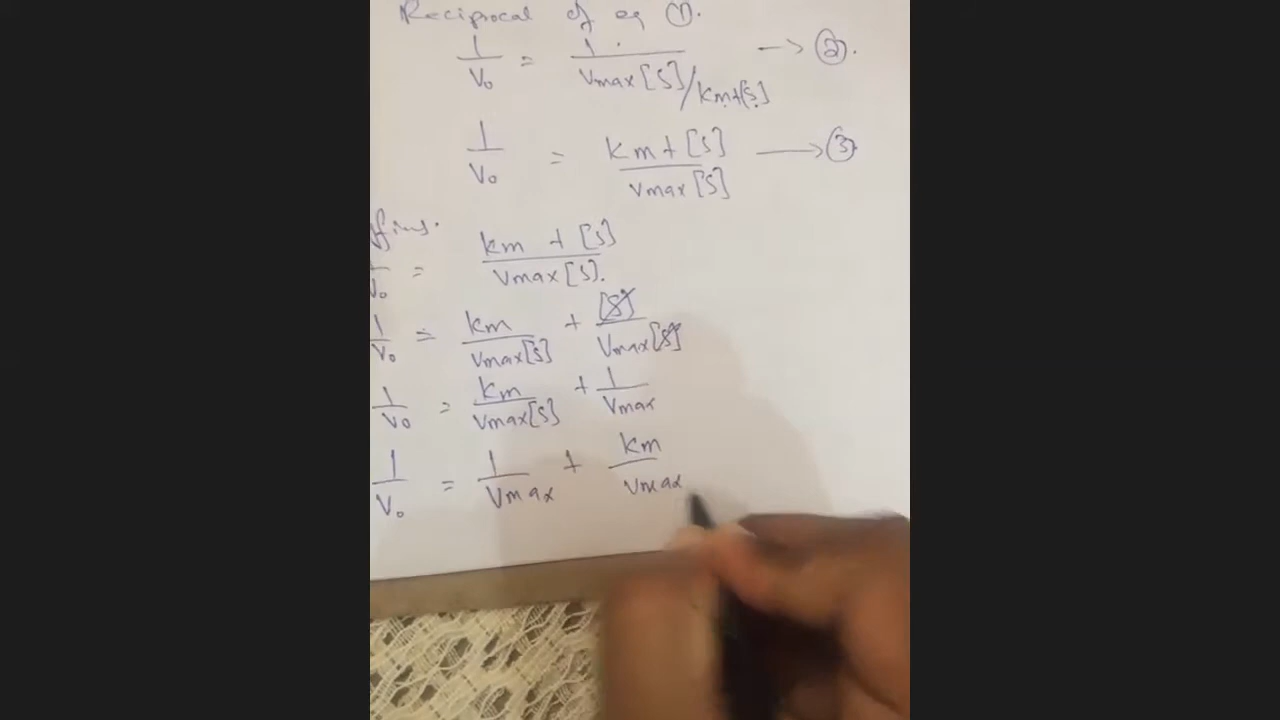 Reciprocal of eq ①.
1/V₀ = 1/Vmax[S]/Km+[S] → ②.
1/V₀ = Km+[S]/Vmax[S] → ③
1/V₀ = Km + [S]/Vmax[S].
1/V₀ = Km/Vmax[S] + [S]/Vmax[S]
1/V₀ = Km/Vmax[S] + 1/Vmax
1/V₀ = 1/Vmax + Km/Vmax